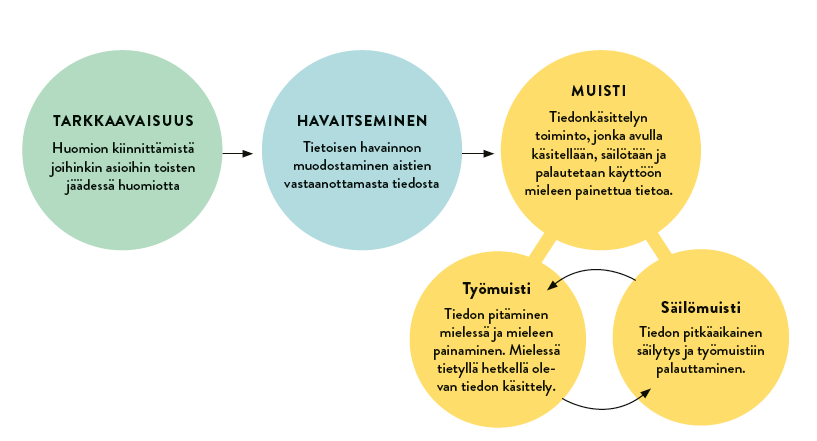 TARKKAAVAISUUS
Huomion kiinnittämistä
joihinkin asioihin toisten
jäädessä huomiotta
HAVAITSEMINEN
Tietoisen havainnon
muodostaminen aistien
vastaanottamasta tiedosta
MUISTI
Tiedonkäsittelyn
toiminto, jonka avulla
käsitellään, säilötään ja
palautetaan käyttöön
mieleen painettua tietoa.
Työmuisti
Tiedon pitäminen
mielessä ja mieleen
painaminen. Mielessä
tietyllä hetkellä ole-
van tiedon käsittely.
Säilömuisti
Tiedon pitkäaikainen
säilytys ja työmuistiin
palauttaminen.